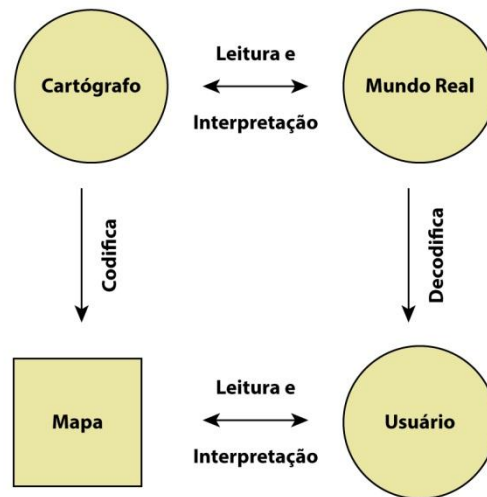 Cartógrafo
Leitura e
Interpretação
Mundo Real
Codifica
Decodifica
Mapa
Leitura e
Interpretação
Usuário